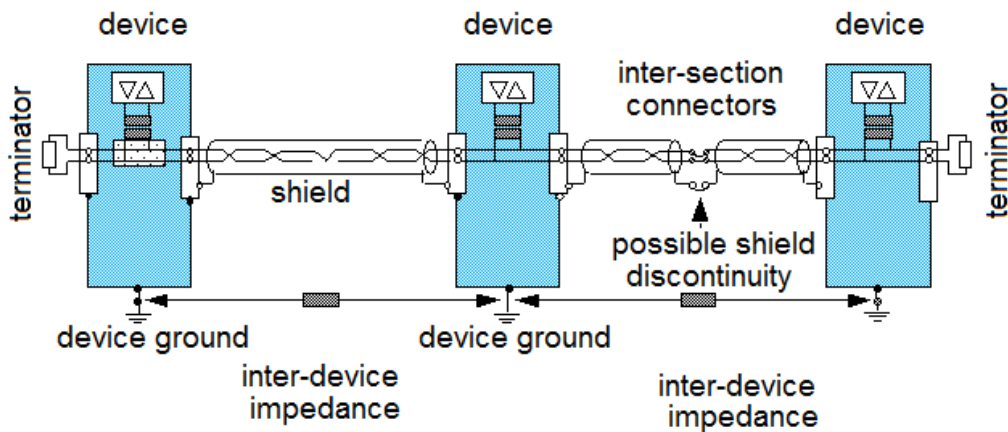 device
device
device
inter-section
connectors
terminator
shield
possible shield
discontinuity
terminator
device ground
device ground
inter-device
impedance
inter-device
impedance